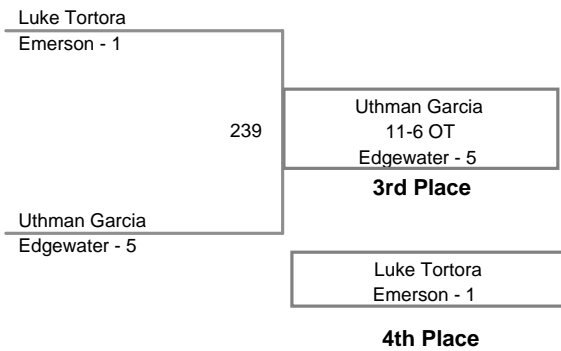 Luke Tortora
Emerson - 1
239
Uthman Garcia
11-6 OT
Edgewater - 5
3rd Place
Uthman Garcia
Edgewater - 5
Luke Tortora
Emerson - 1
4th Place